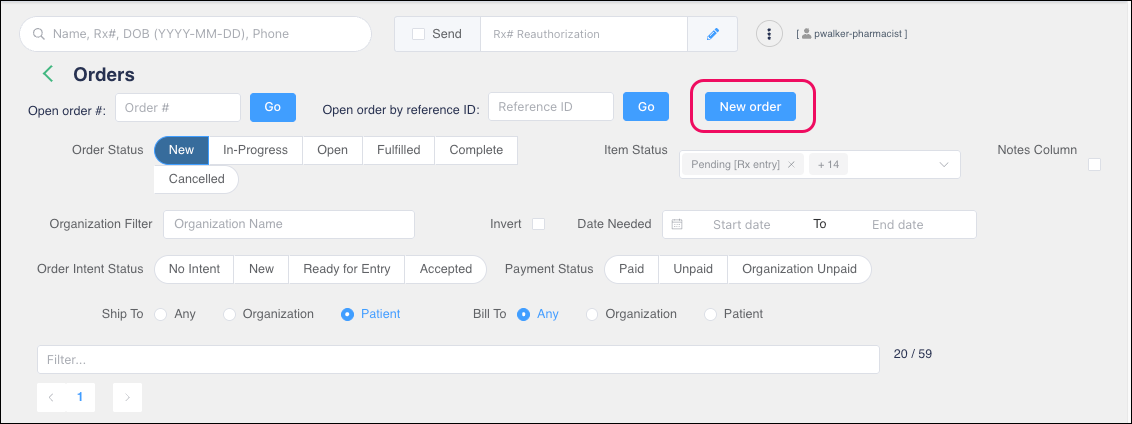 Name, Rx#, DOB (YYYY-MM-DD), Phone
Send
Rx# Reauthorization
[ pwalker-pharmacist ]
Orders
Open order #:
Order #
Go
Open order by reference ID:
Reference ID
Go
New order
Order Status
New
In-Progress
Open
Fulfilled
Complete
Cancelled
Item Status
Pending [Rx entry] ×
+ 14
Notes Column
Organization Filter
Organization Name
Invert
Date Needed
Start date
To
End date
Order Intent Status
No Intent
New
Ready for Entry
Accepted
Payment Status
Paid
Unpaid
Organization Unpaid
Ship To
Any
Organization
Patient
Bill To
Any
Organization
Patient
Filter...
20 / 59
1